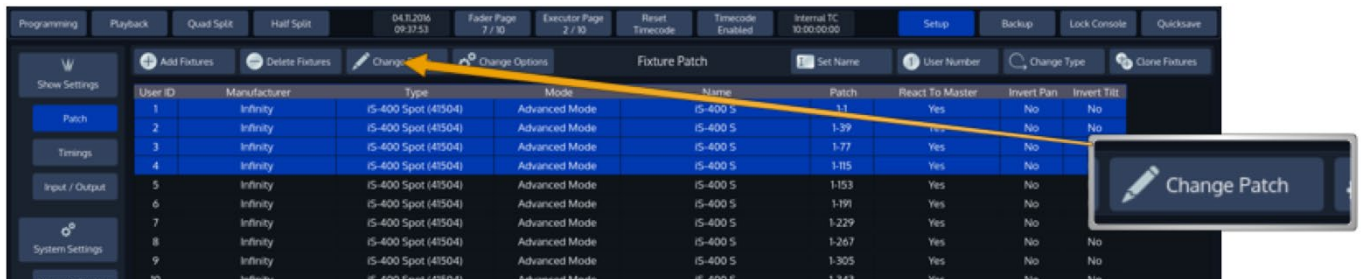 Programming Playback Quad Split Half Split 04.11.2016 09:37:53 Fader Page 7 / 10 Executor Page 2 / 10 Reset Timecode Timecode Enabled Internal TC 10:00:00:00 Setup Backup Lock Console Quicksave
Show Settings Add Fixtures Delete Fixtures Change Change Options Fixture Patch Set Name User Number Change Type Clone Fixtures
User ID Manufacturer Type Mode Name Patch React To Master Invert Pan Invert Tilt
1 Infinity iS-400 Spot (41504) Advanced Mode iS-400 S 1-1 Yes No No
Patch
2 Infinity iS-400 Spot (41504) Advanced Mode iS-400 S 1-39 Yes No No
3 Infinity iS-400 Spot (41504) Advanced Mode iS-400 S 1-77 Yes No
Timings
4 Infinity iS-400 Spot (41504) Advanced Mode iS-400 S 1-115 Yes No
5 Infinity iS-400 Spot (41504) Advanced Mode iS-400 S 1-153 Yes No
Input / Output
Change Patch
6 Infinity iS-400 Spot (41504) Advanced Mode iS-400 S 1-191 Yes No
7 Infinity iS-400 Spot (41504) Advanced Mode iS-400 S 1-229 Yes No
8 Infinity iS-400 Spot (41504) Advanced Mode iS-400 S 1-267 Yes No No
System Settings
9 Infinity iS-400 Spot (41504) Advanced Mode iS-400 S 1-305 Yes No No